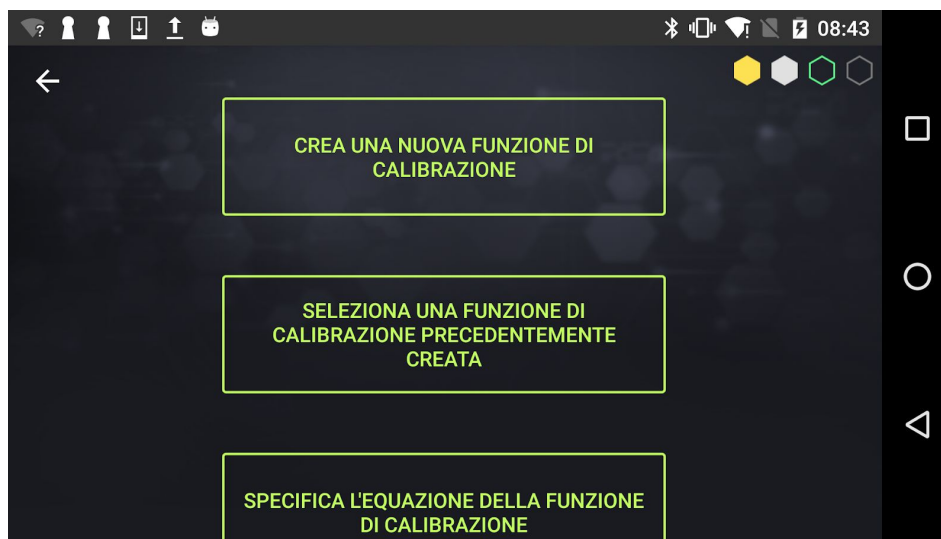 08:43
CREA UNA NUOVA FUNZIONE DI
CALIBRAZIONE
SELEZIONA UNA FUNZIONE DI
CALIBRAZIONE PRECEDENTEMENTE
CREATA
SPECIFICA L'EQUAZIONE DELLA FUNZIONE
DI CALIBRAZIONE